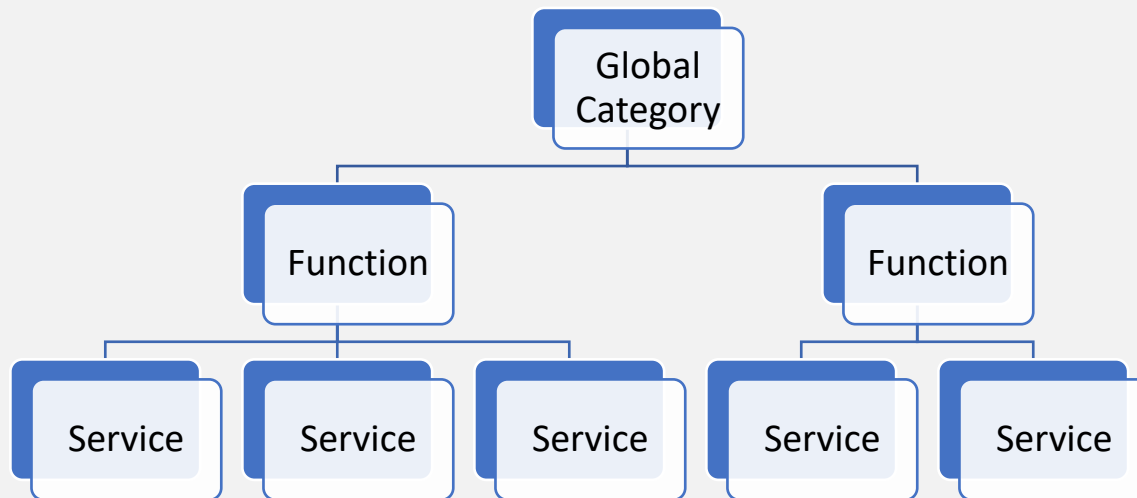 Global
Category
Function
Function
Service
Service
Service
Service
Service